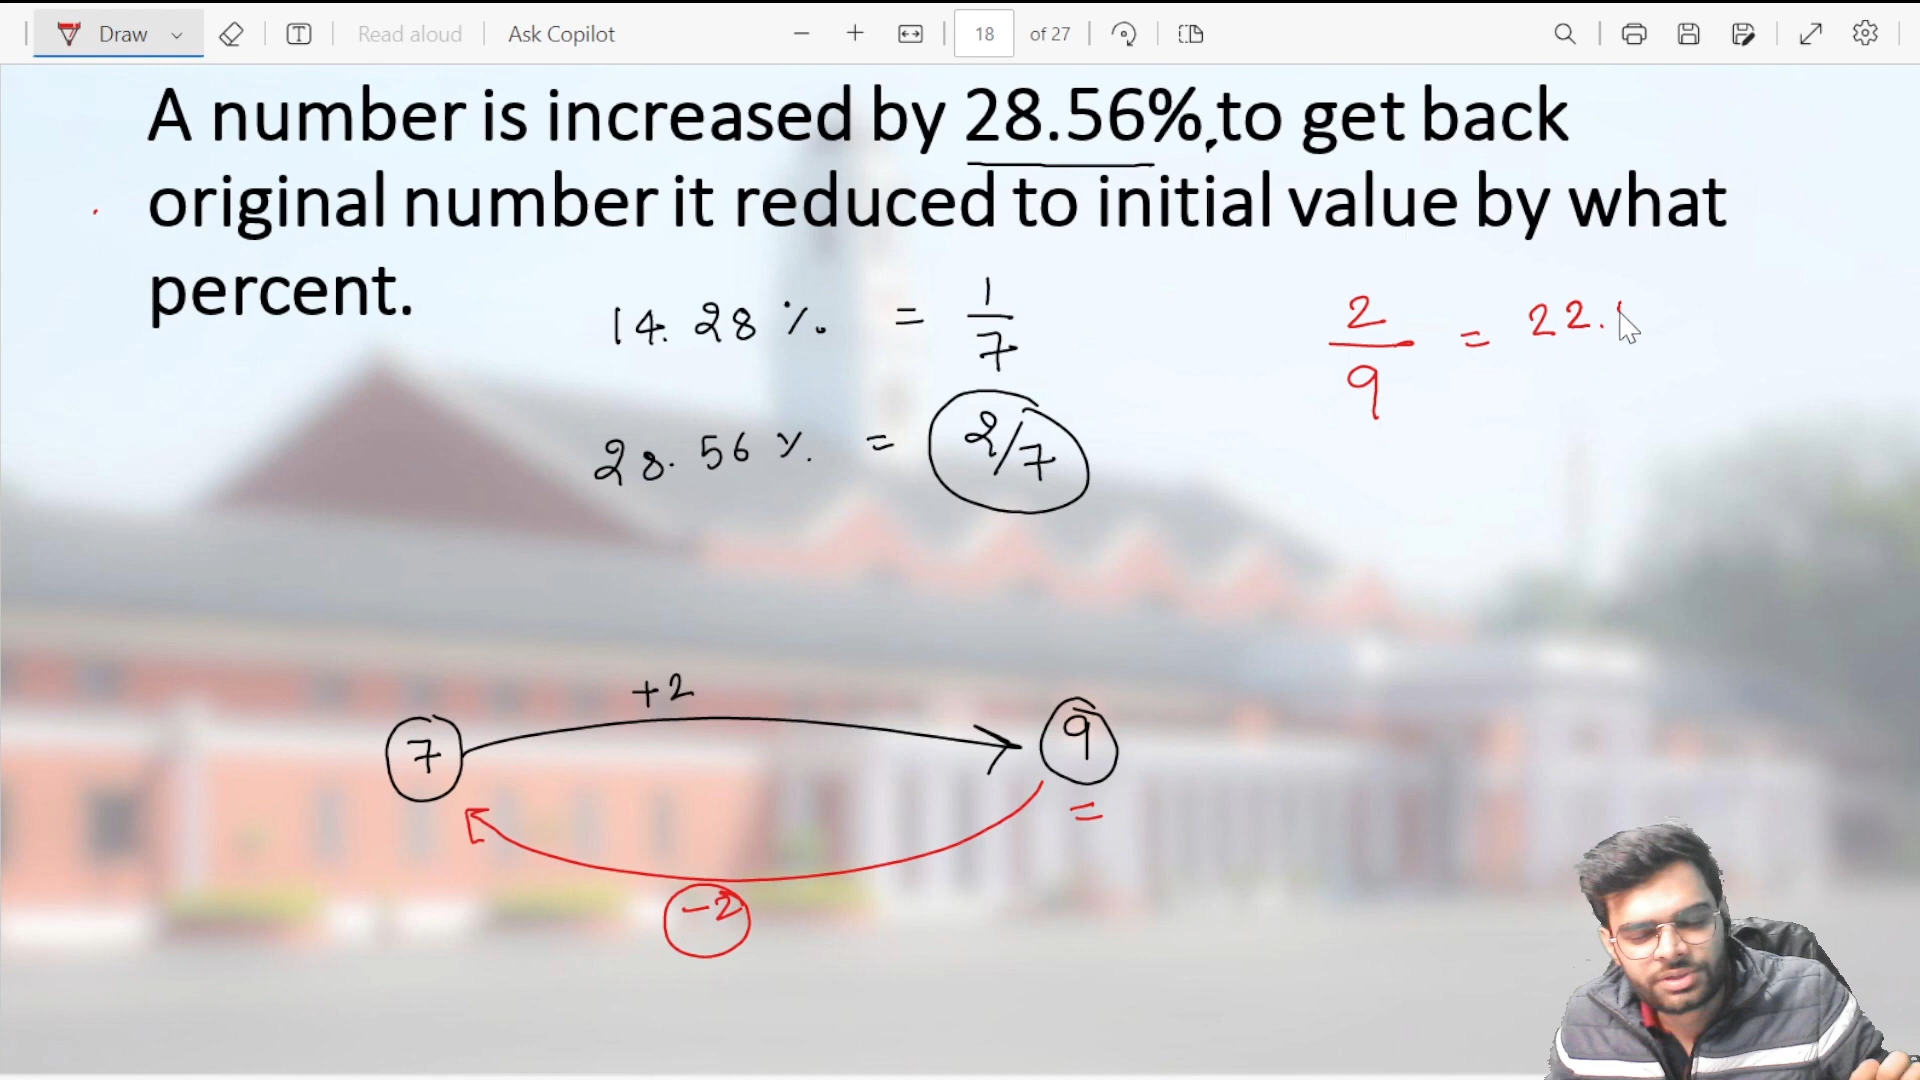 Draw Read aloud Ask Copilot 18 of 27
A number is increased by 28.56%,to get back
original number it reduced to initial value by what
percent.
14.28 % = 1/7
2/9 = 22.
28.56 % = 2/7
+2
7 9
=
-2